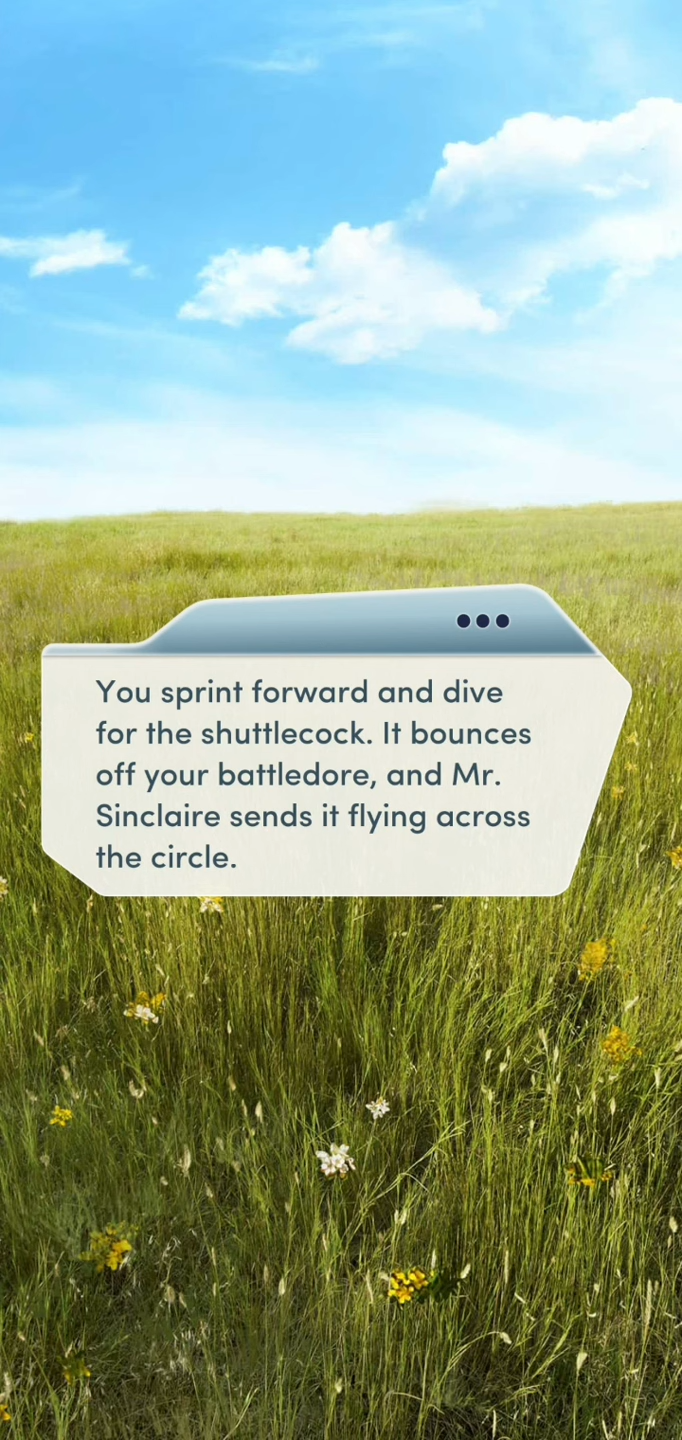 You sprint forward and dive
for the shuttlecock. It bounces
off your battledore, and Mr.
Sinclaire sends it flying across
the circle.